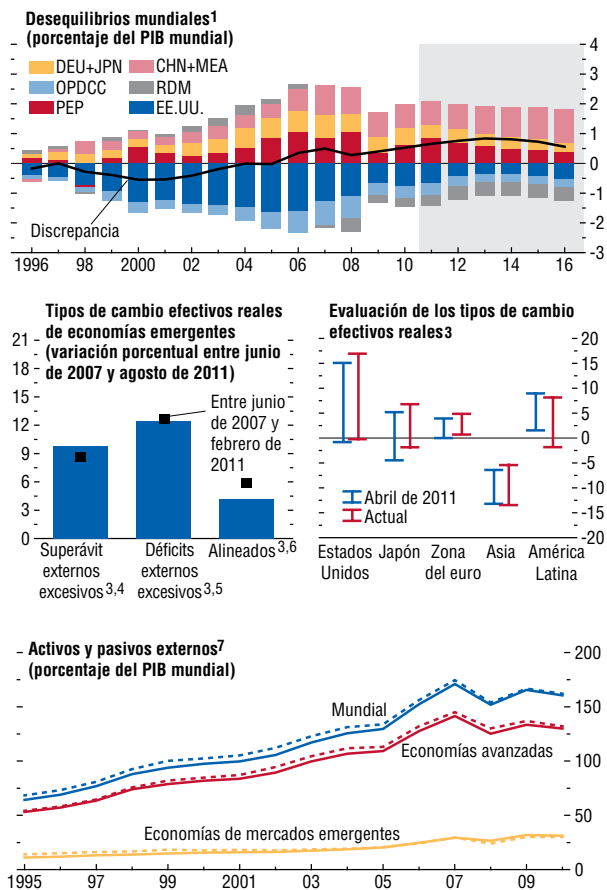 Desequilibrios mundiales1
(porcentaje del PIB mundial)
DEU+JPN CHN+MEA
OPDCC RDM
PEP EE.UU.
4
3
2
1
0
–1
–2
–3
Discrepancia
1996 98 2000 02 04 06 08 10 12 14 16
Tipos de cambio efectivos reales
de economías emergentes
(variación porcentual entre junio
de 2007 y agosto de 2011)
21
18
15
12
9
6
3
0
Entre junio
de 2007 y
febrero de
2011
Superávit
externos
excesivos3,4
Déficits
externos
excesivos3,5
Alineados3,6
Evaluación de los tipos de cambio
efectivos reales3
20
15
10
5
0
–5
–10
–15
–20
Abril de 2011
Actual
Estados
Unidos
Japón
Zona
del euro
Asia
América
Latina
Activos y pasivos externos7
(porcentaje del PIB mundial)
200
150
100
50
0
Mundial
Economías avanzadas
Economías de mercados emergentes
1995 97 99 2001 03 05 07 09